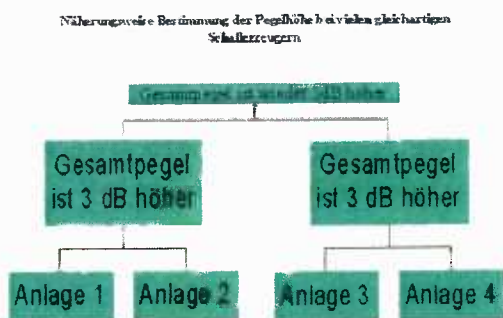 Näherungsweise Bestimmung der Pegelhöhe bei vielen gleichartigen
Schallerzeugern
Gesamtpegel ist wieder dB höher
Gesamtpegel
ist 3 dB höher
Gesamtpegel
ist 3 dB höher
Anlage 1
Anlage 2
Anlage 3
Anlage 4